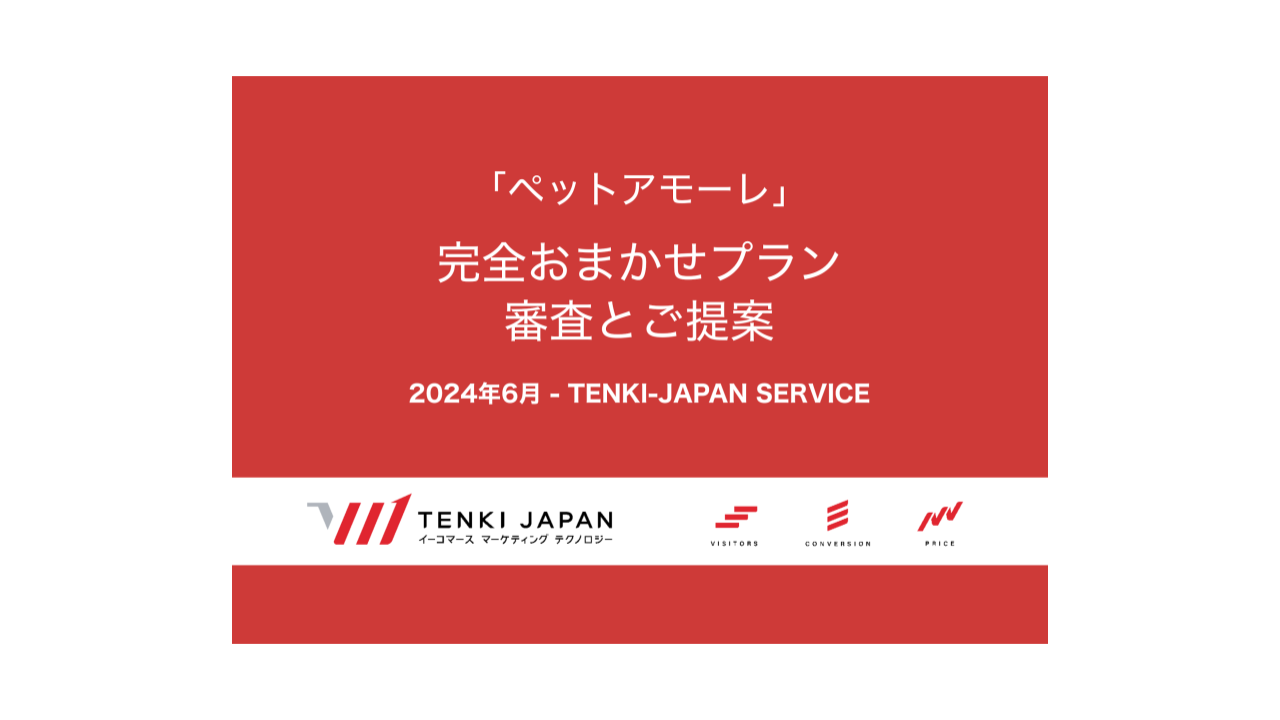 「ペットアモーレ」
完全おまかせプラン
審査とご提案
2024年6月 - TENKI-JAPAN SERVICE
TENKI JAPAN
イーコマース マーケティング テクノロジー
VISITORS
CONVERSION
PRICE